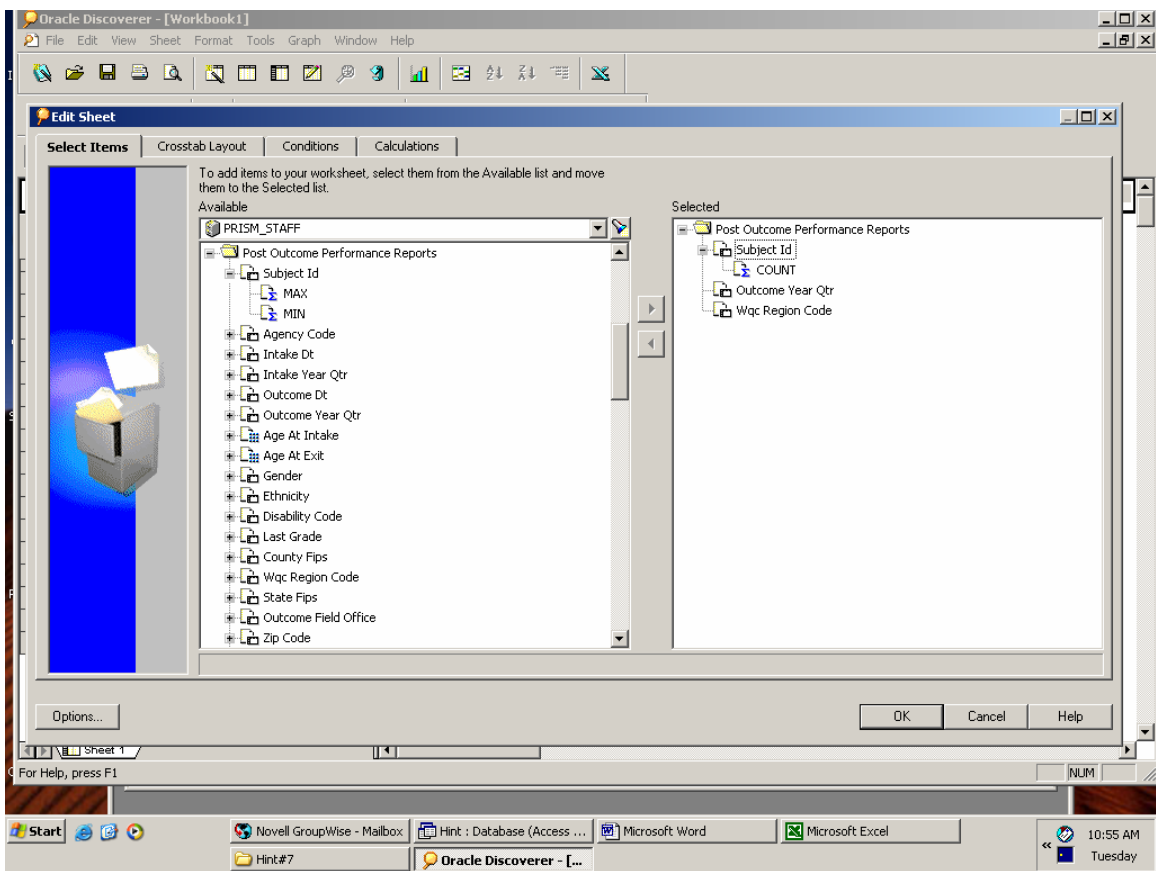 Oracle Discoverer - [Workbook1]
File Edit View Sheet Format Tools Graph Window Help
Edit Sheet
Select Items Crosstab Layout Conditions Calculations
To add items to your worksheet, select them from the Available list and move
them to the Selected list.
Available
PRISM_STAFF
Post Outcome Performance Reports
Subject Id
MAX
MIN
Agency Code
Intake Dt
Intake Year Qtr
Outcome Dt
Outcome Year Qtr
Age At Intake
Age At Exit
Gender
Ethnicity
Disability Code
Last Grade
County Fips
Wqc Region Code
State Fips
Outcome Field Office
Zip Code
Selected
Post Outcome Performance Reports
Subject Id
COUNT
Outcome Year Qtr
Wqc Region Code
Options... OK Cancel Help
Sheet 1
For Help, press F1 NUM
Start Novell GroupWise - Mailbox Hint : Database (Access ... Microsoft Word Microsoft Excel 10:55 AM
Hint#7 Oracle Discoverer - [... Tuesday